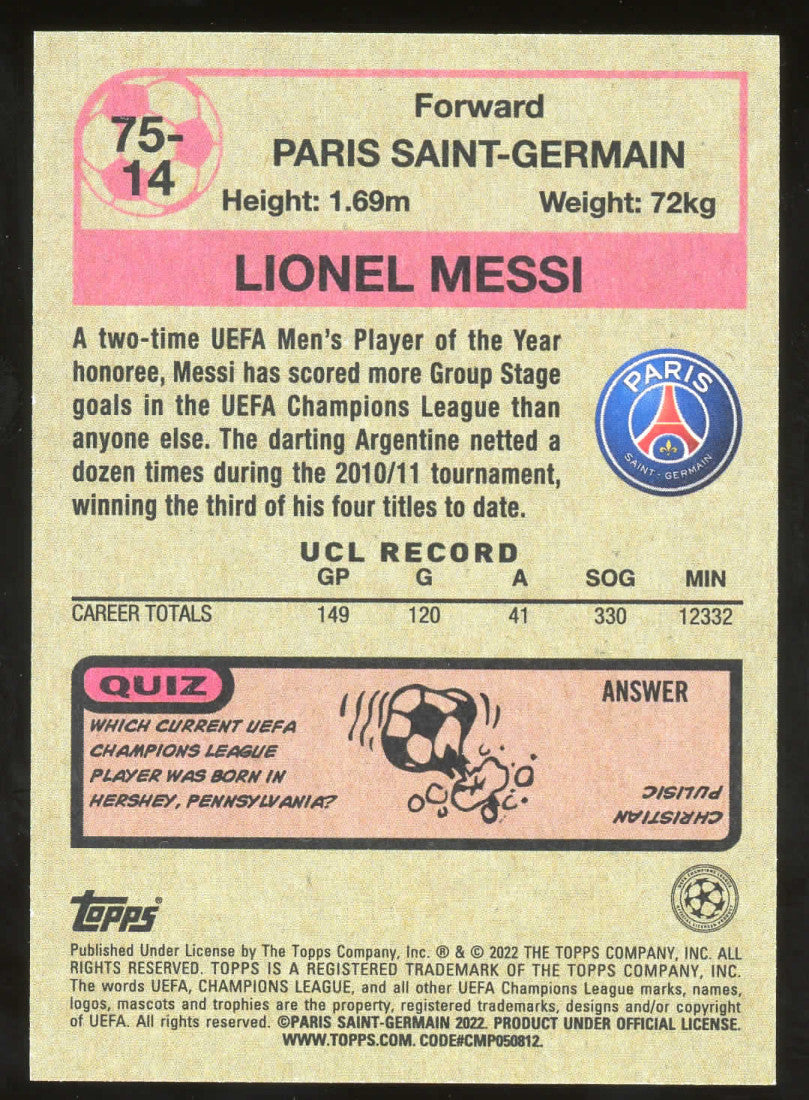 75-
14
Forward
PARIS SAINT-GERMAIN
Height: 1.69m Weight: 72kg
LIONEL MESSI
A two-time UEFA Men's Player of the Year
honoree, Messi has scored more Group Stage
goals in the UEFA Champions League than
anyone else. The darting Argentine netted a
dozen times during the 2010/11 tournament,
winning the third of his four titles to date.
PARIS
SAINT-GERMAIN
UCL RECORD
GP G A SOG MIN
CAREER TOTALS 149 120 41 330 12332
QUIZ
WHICH CURRENT UEFA
CHAMPIONS LEAGUE
PLAYER WAS BORN IN
HERSHEY, PENNSYLVANIA?
ANSWER
CHRISTIAN
PULISIC
topps®
Published Under License by The Topps Company, Inc. ® & © 2022 THE TOPPS COMPANY, INC. ALL
RIGHTS RESERVED. TOPPS IS A REGISTERED TRADEMARK OF THE TOPPS COMPANY, INC.
The words UEFA, CHAMPIONS LEAGUE, and all other UEFA Champions League marks, names,
logos, mascots and trophies are the property, registered trademarks, designs and/or copyright
of UEFA. All rights reserved. ©PARIS SAINT-GERMAIN 2022. PRODUCT UNDER OFFICIAL LICENSE.
WWW.TOPPS.COM. CODE#CMP050812.